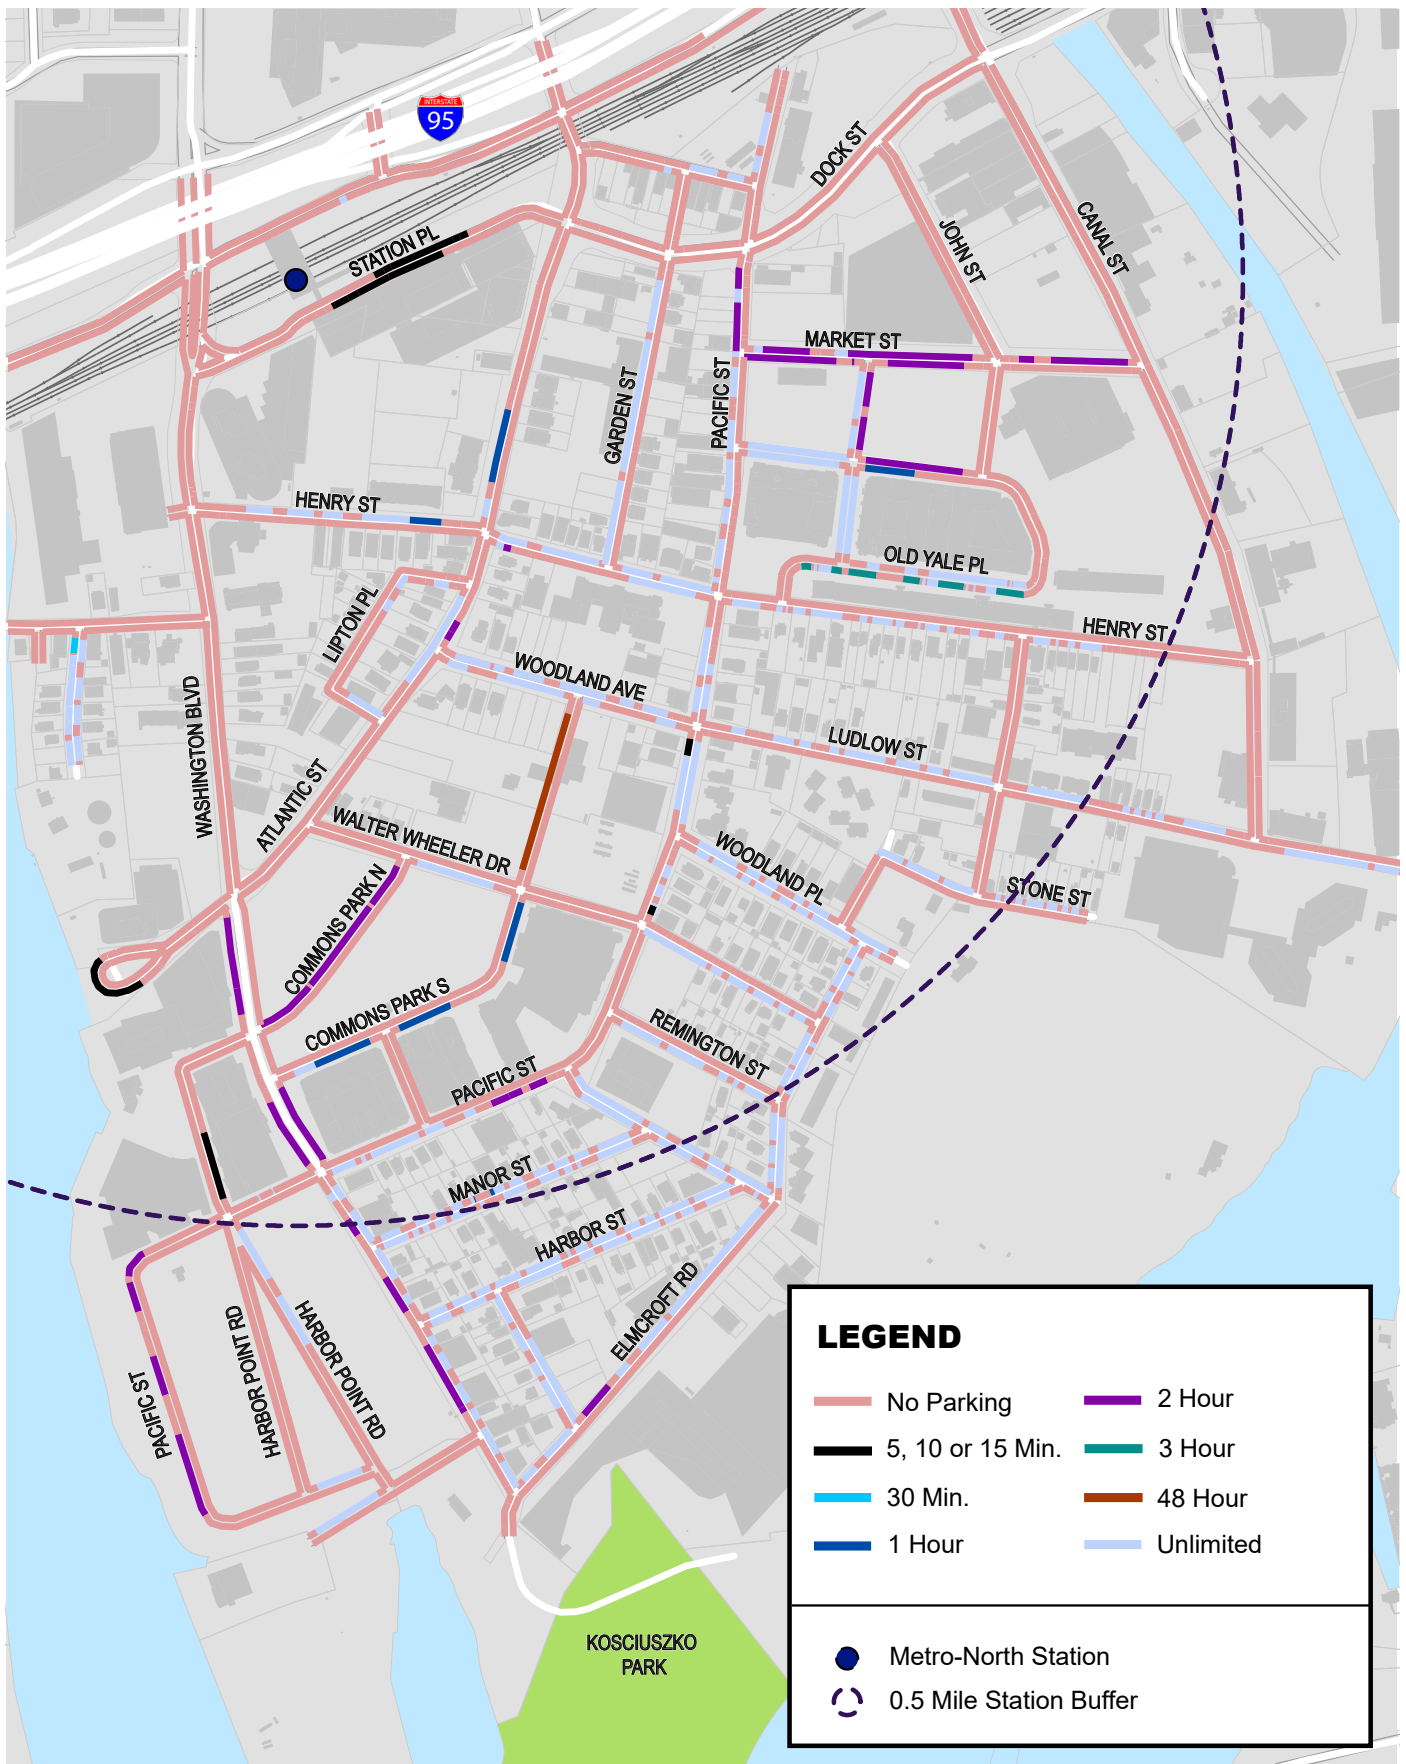 INTERSTATE
95
DOCK ST
STATION PL
CANAL ST
JOHN ST
MARKET ST
PACIFIC ST
GARDEN ST
HENRY ST
OLD YALE PL
LIPTON PL
HENRY ST
WOODLAND AVE
WASHINGTON BLVD
LUDLOW ST
ATLANTIC ST
WALTER WHEELER DR
WOODLAND PL
STONE ST
COMMONS PARK N
COMMONS PARK S
REMINGTON ST
PACIFIC ST
MANOR ST
HARBOR ST
ELMCROFT RD
HARBOR POINT RD
HARBOR POINT RD
PACIFIC ST
KOSCIUSZKO
PARK
LEGEND
No Parking
5, 10 or 15 Min.
30 Min.
1 Hour
2 Hour
3 Hour
48 Hour
Unlimited
Metro-North Station
0.5 Mile Station Buffer